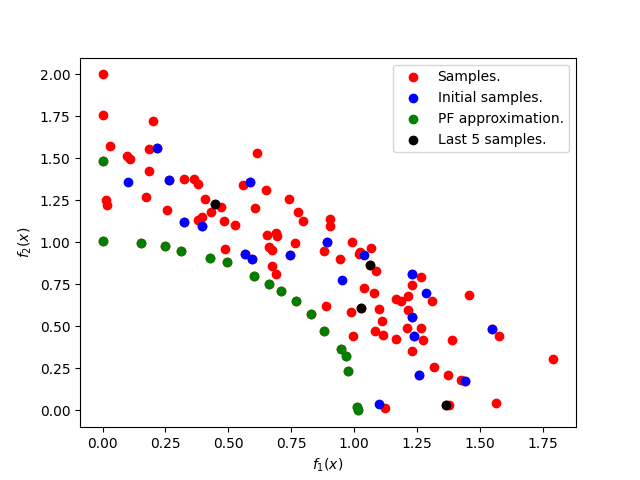 Samples.
Initial samples.
PF approximation.
Last 5 samples.
f₂(x)
2.00
1.75
1.50
1.25
1.00
0.75
0.50
0.25
0.00
0.00 0.25 0.50 0.75 1.00 1.25 1.50 1.75
f₁(x)